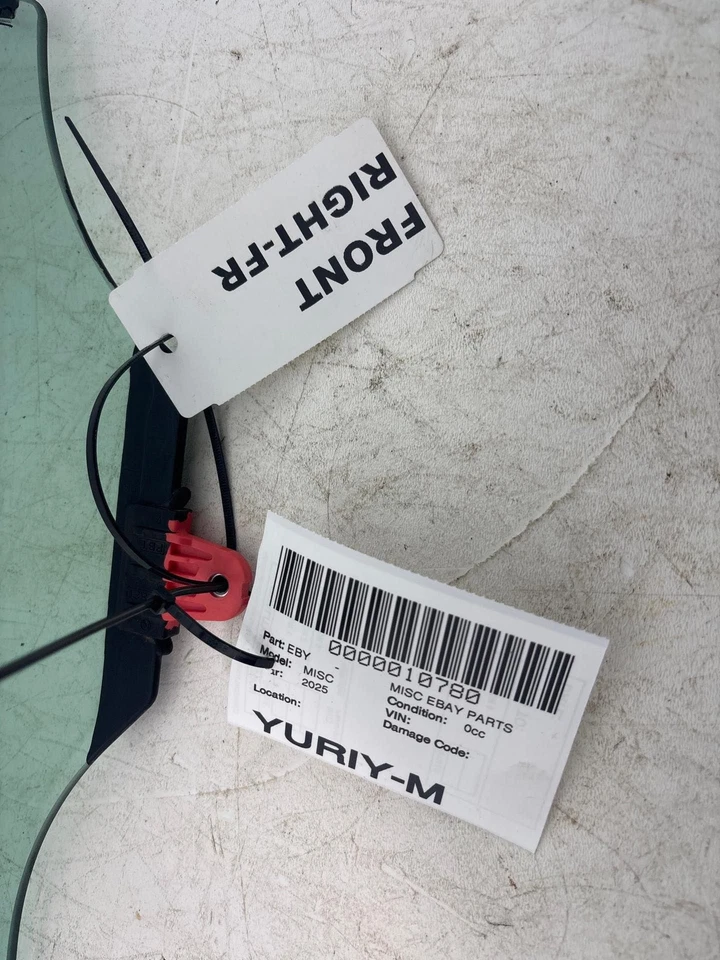 FRONT
RIGHT-FR
0000010780
Part: EBY -
MISC EBAY PARTS
Model: MISC
Condition: 0cc
2025
VIN:
Damage Code:
Location:
YURIY-M